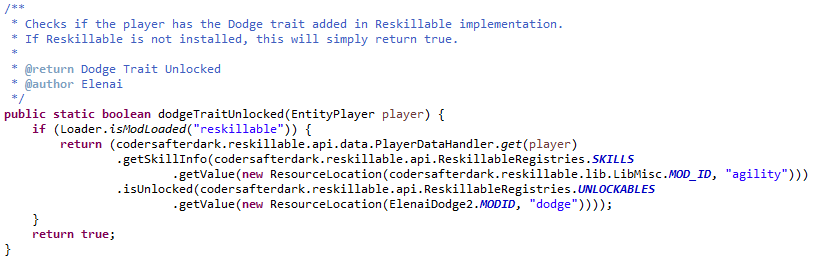 /**
 * Checks if the player has the Dodge trait added in Reskillable implementation.
 * If Reskillable is not installed, this will simply return true.
 *
 * @return Dodge Trait Unlocked
 * @author Elenai
 */
public static boolean dodgeTraitUnlocked(EntityPlayer player) {
    if (Loader.isModLoaded("reskillable")) {
        return (codersafterdark.reskillable.api.data.PlayerDataHandler.get(player)
                .getSkillInfo(codersafterdark.reskillable.api.ReskillableRegistries.SKILLS
                        .getValue(new ResourceLocation(codersafterdark.reskillable.lib.LibMisc.MOD_ID, "agility")))
                .isUnlocked(codersafterdark.reskillable.api.ReskillableRegistries.UNLOCKABLES
                        .getValue(new ResourceLocation(ElenaiDodge2.MODID, "dodge"))));
    }
    return true;
}